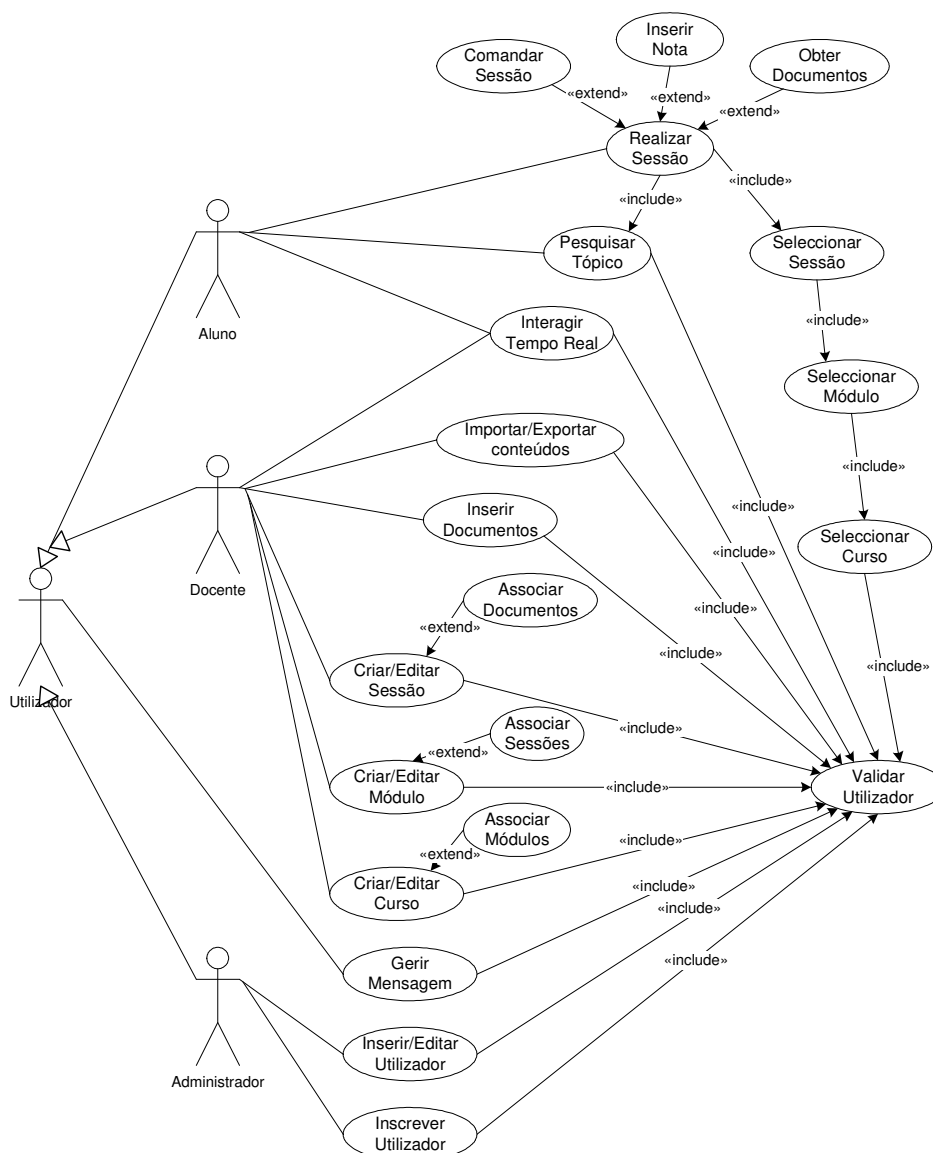 Inserir
Nota
Comandar
Sessão
Obter
Documentos
«extend»
«extend»
«extend»
Realizar
Sessão
«include»
«include»
Pesquisar
Tópico
Seleccionar
Sessão
Aluno
Interagir
Tempo Real
«include»
Seleccionar
Módulo
Importar/Exportar
conteúdos
«include»
Inserir
Documentos
Seleccionar
Curso
«include»
Docente
Associar
Documentos
«include»
«extend»
«include»
«include»
Criar/Editar
Sessão
Utilizador
Associar
Sessões
«include»
«extend»
Criar/Editar
Módulo
«include»
Validar
Utilizador
Associar
Módulos
«extend»
«include»
Criar/Editar
Curso
«include»
«include»
Gerir
Mensagem
«include»
Inserir/Editar
Utilizador
Administrador
Inscrever
Utilizador